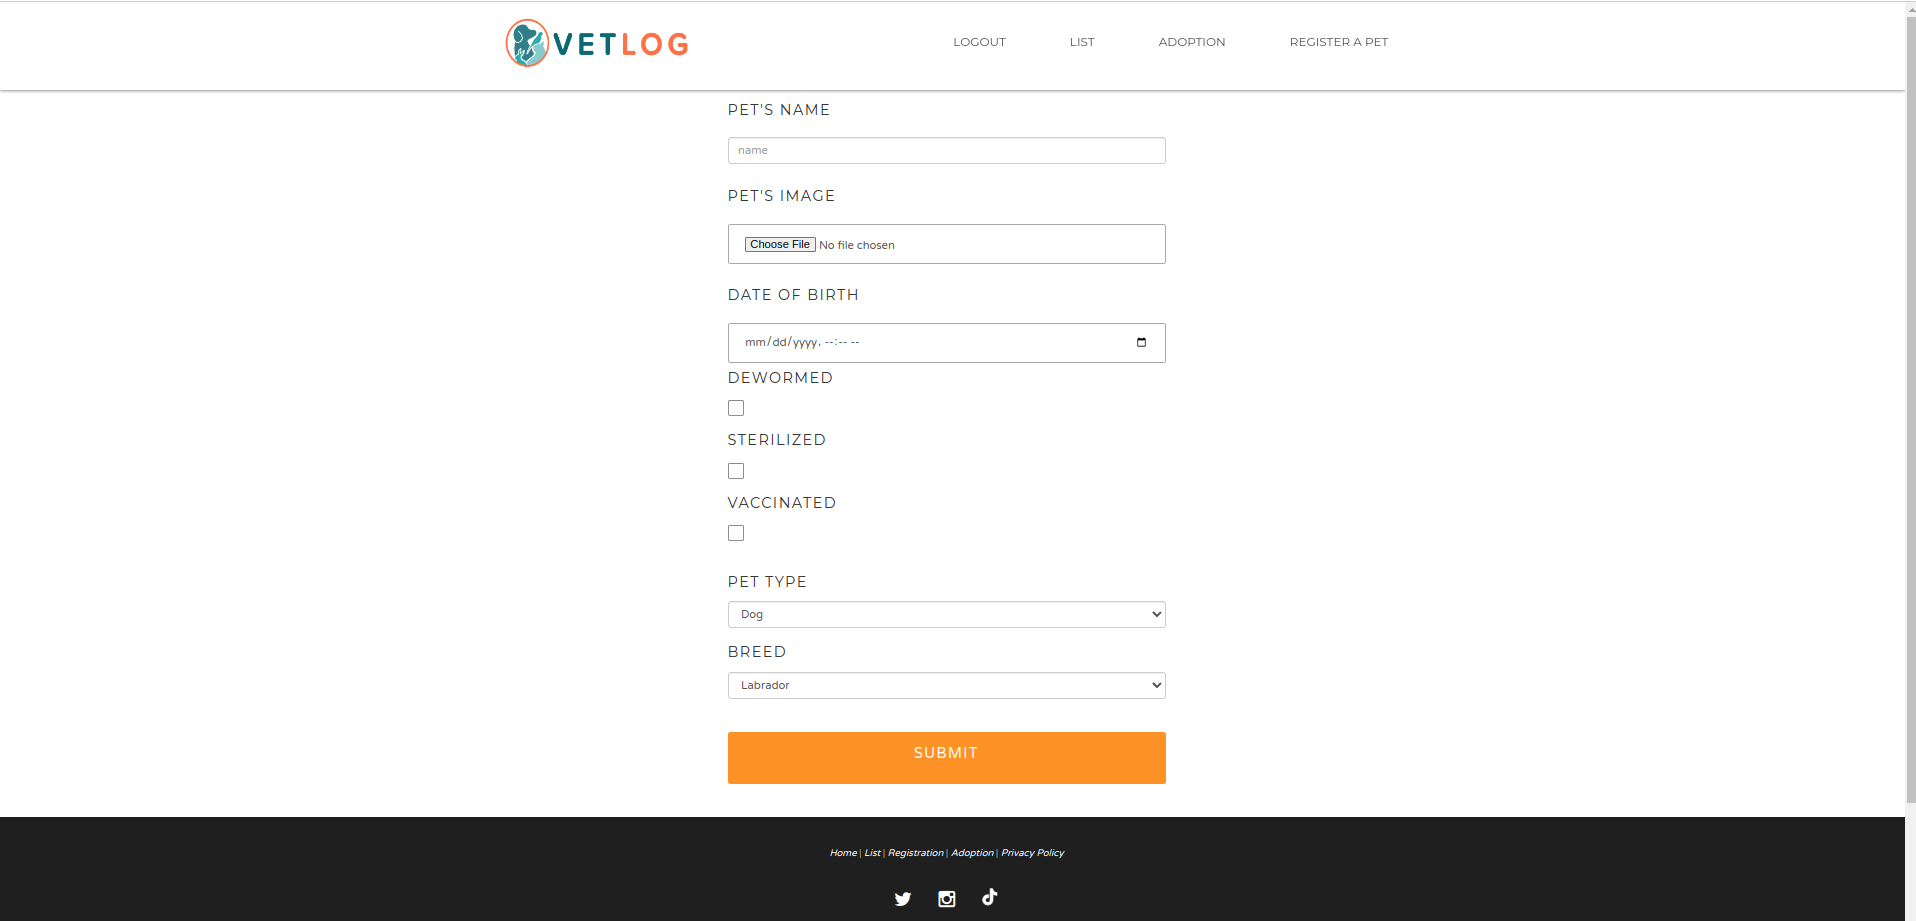 VETLOG
LOGOUT LIST ADOPTION REGISTER A PET
PET'S NAME
name
PET'S IMAGE
Choose File No file chosen
DATE OF BIRTH
mm/dd/yyyy, --:-- --
DEWORMED
STERILIZED
VACCINATED
PET TYPE
Dog
BREED
Labrador
SUBMIT
Home | List | Registration | Adoption | Privacy Policy